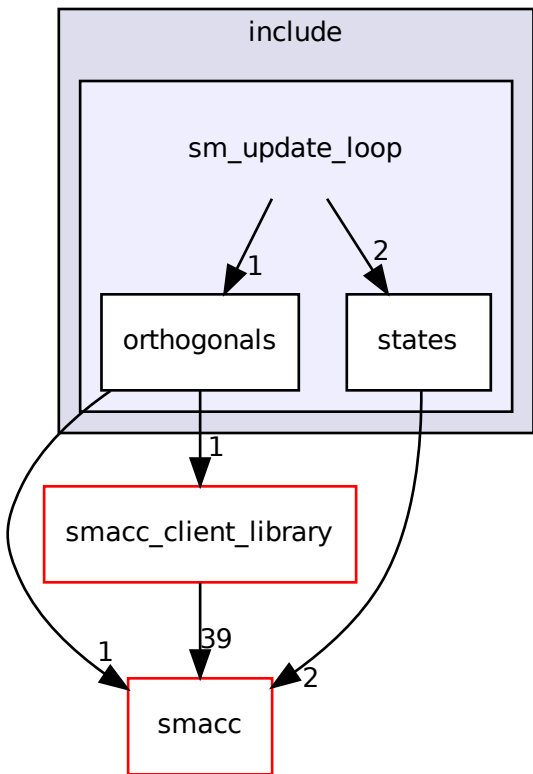 include
sm_update_loop
1
2
orthogonals
states
1
smacc_client_library
39
1
2
smacc